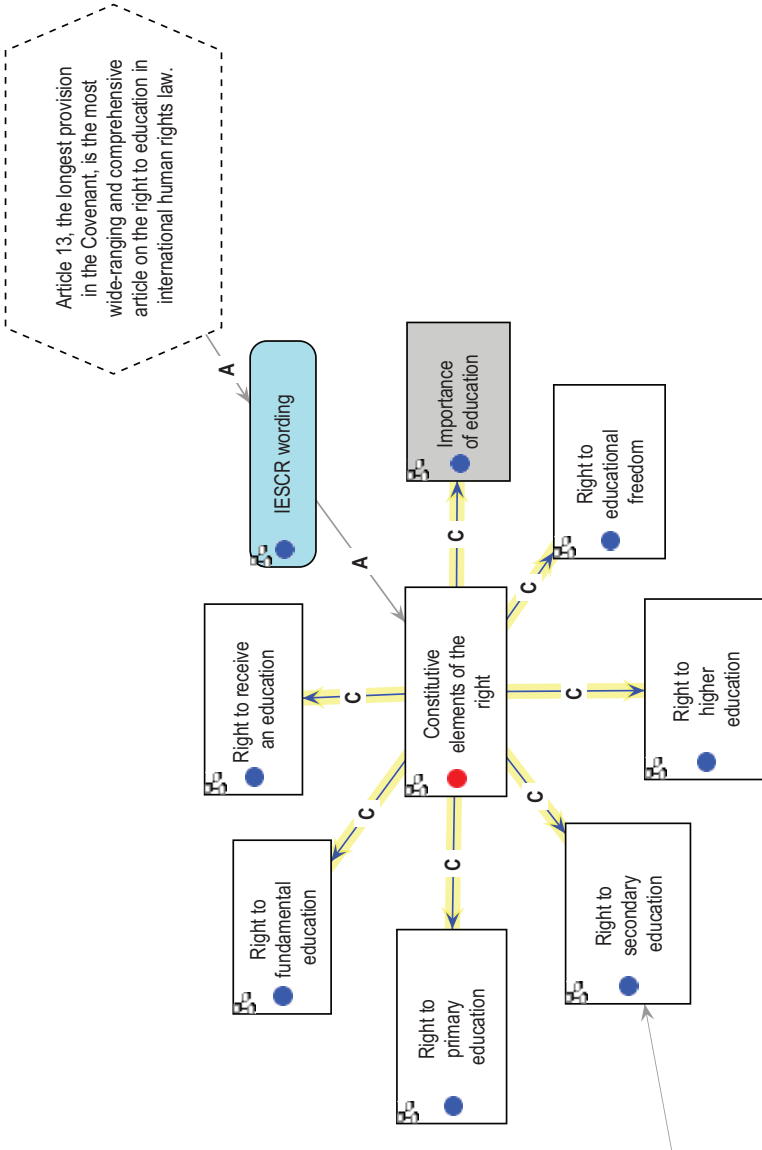 Article 13, the longest provision
in the Covenant, is the most
wide-ranging and comprehensive
article on the right to education in
international human rights law.
A
IESCR wording
A
Importance
of education
C
Right to
educational
freedom
C
Right to receive
an education
C
Constitutive
elements of the
right
C
Right to
higher
education
Right to
fundamental
education
C
C
Right to
primary
education
C
Right to
secondary
education